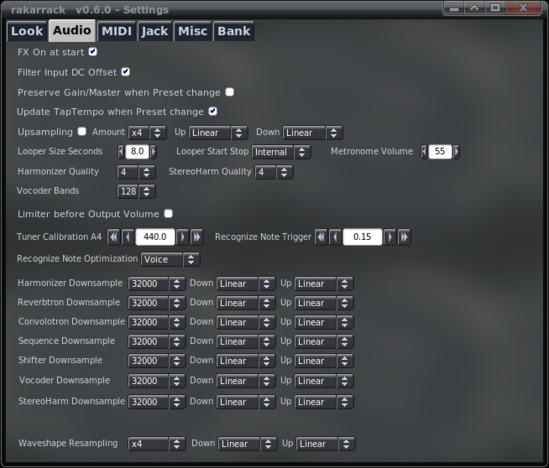 rakarrack v0.6.0 - Settings
Look Audio MIDI Jack Misc Bank
FX On at start
Filter Input DC Offset
Preserve Gain/Master when Preset change
Update TapTempo when Preset change
Upsampling Amount x4 Up Linear Down Linear
Looper Size Seconds 8.0 Looper Start Stop Internal Metronome Volume 55
Harmonizer Quality 4 StereoHarm Quality 4
Vocoder Bands 128
Limiter before Output Volume
Tuner Calibration A4 440.0 Recognize Note Trigger 0.15
Recognize Note Optimization Voice
Harmonizer Downsample 32000 Down Linear Up Linear
Reverbtron Downsample 32000 Down Linear Up Linear
Convolotron Downsample 32000 Down Linear Up Linear
Sequence Downsample 32000 Down Linear Up Linear
Shifter Downsample 32000 Down Linear Up Linear
Vocoder Downsample 32000 Down Linear Up Linear
StereoHarm Downsample 32000 Down Linear Up Linear
Waveshape Resampling x4 Down Linear Up Linear